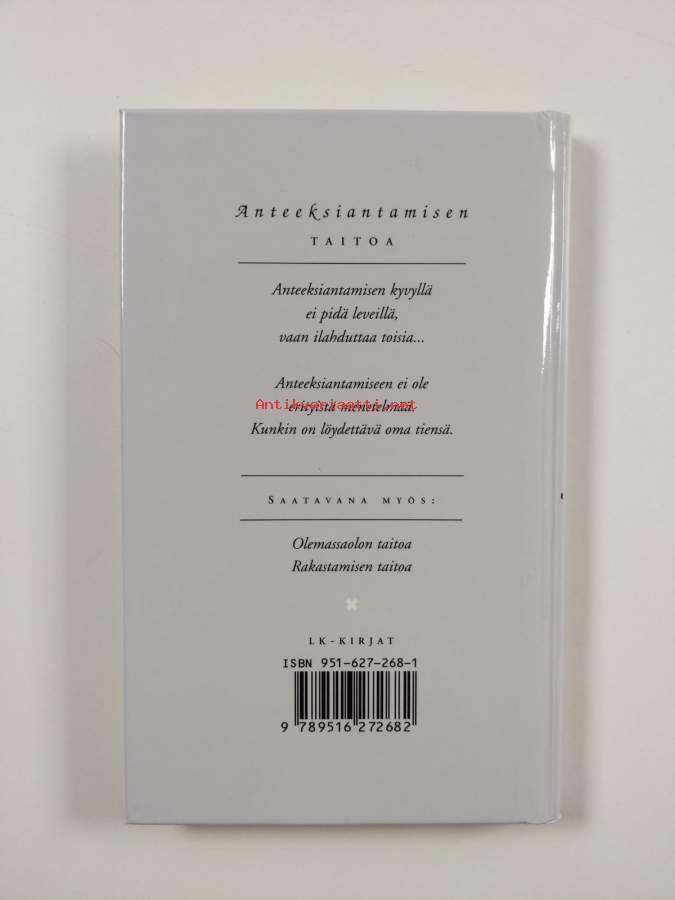 Anteeksiantamisen
TAITOA
Anteeksiantamisen kyvyllä
ei pidä leveillä,
vaan ilahduttaa toisia...
Anteeksiantamiseen ei ole
Antikvariaatti.net
erityistä menetelmää.
Kunkin on löydettävä oma tiensä.
SAATAVANA MYÖS:
Olemassaolon taitoa
Rakastamisen taitoa
LK-KIRJAT
ISBN 951-627-268-1
9 789516 272682